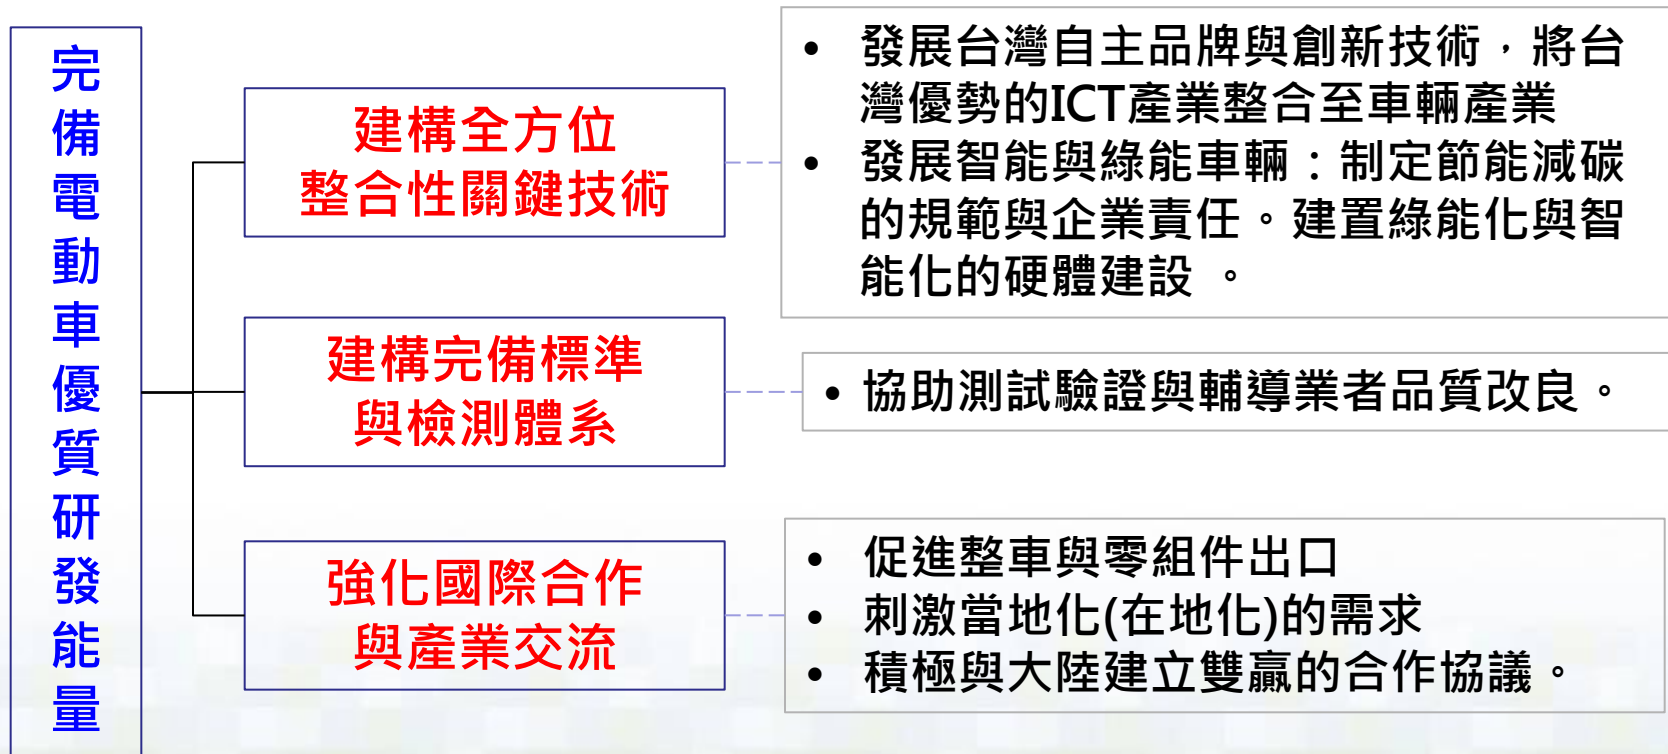 完備電動車優質研發能量
建構全方位
整合性關鍵技術
• 發展台灣自主品牌與創新技術，將台
灣優勢的ICT產業整合至車輛產業
• 發展智能與綠能車輛：制定節能減碳
的規範與企業責任。建置綠能化與智
能化的硬體建設 。
建構完備標準
與檢測體系
• 協助測試驗證與輔導業者品質改良。
強化國際合作
與產業交流
• 促進整車與零組件出口
• 刺激當地化(在地化)的需求
• 積極與大陸建立雙贏的合作協議。